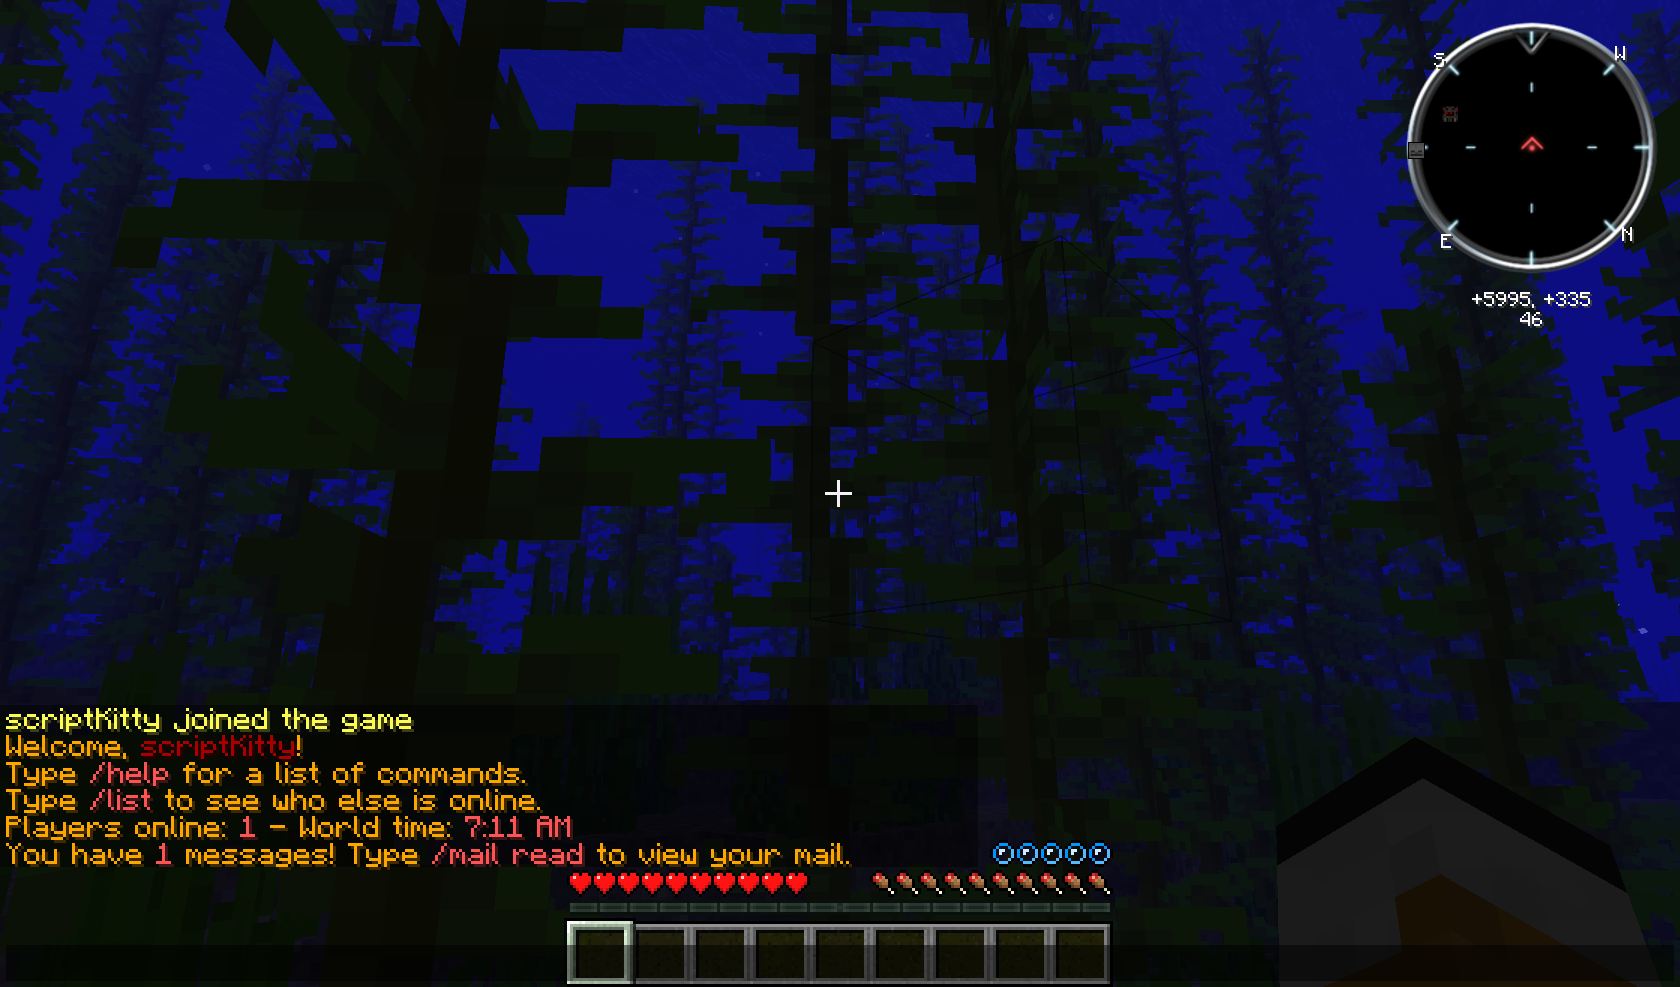 S
W
E
N
+5995, +335
46
scriptKitty joined the game
Welcome, scriptKitty!
Type /help for a list of commands.
Type /list to see who else is online.
Players online: 1 - World time: 7:11 AM
You have 1 messages! Type /mail read to view your mail.